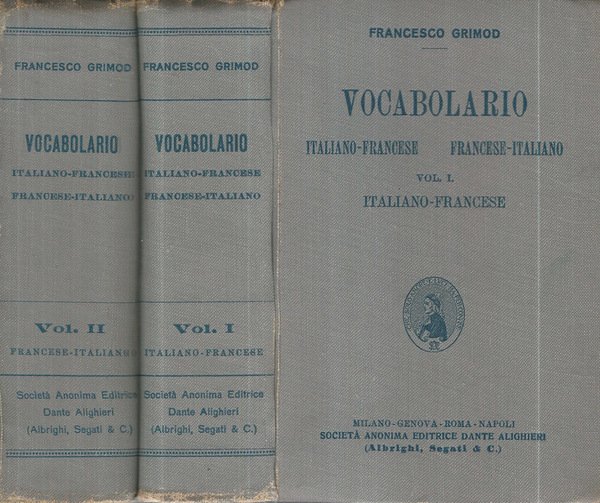 FRANCESCO GRIMOD
VOCABOLARIO
ITALIANO-FRANCESE
FRANCESE-ITALIANO
Vol. II
FRANCESE-ITALIANO
Società Anonima Editrice
Dante Alighieri
(Albrighi, Segati & C.)
FRANCESCO GRIMOD
VOCABOLARIO
ITALIANO-FRANCESE
FRANCESE-ITALIANO
Vol. I
ITALIANO-FRANCESE
Società Anonima Editrice
Dante Alighieri
(Albrighi, Segati & C.)
FRANCESCO GRIMOD
VOCABOLARIO
ITALIANO-FRANCESE FRANCESE-ITALIANO
VOL. I.
ITALIANO-FRANCESE
MILANO-GENOVA-ROMA-NAPOLI
SOCIETÀ ANONIMA EDITRICE DANTE ALIGHIERI
(Albrighi, Segati & C.)